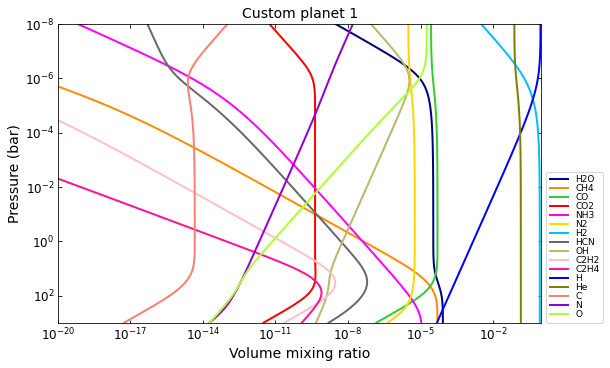 Custom planet 1
Pressure (bar)
10⁻⁸
10⁻⁶
10⁻⁴
10⁻²
10⁰
10²
10⁻²⁰ 10⁻¹⁷ 10⁻¹⁴ 10⁻¹¹ 10⁻⁸ 10⁻⁵ 10⁻²
Volume mixing ratio
H2O
CH4
CO
CO2
NH3
N2
H2
HCN
OH
C2H2
C2H4
H
He
C
N
O